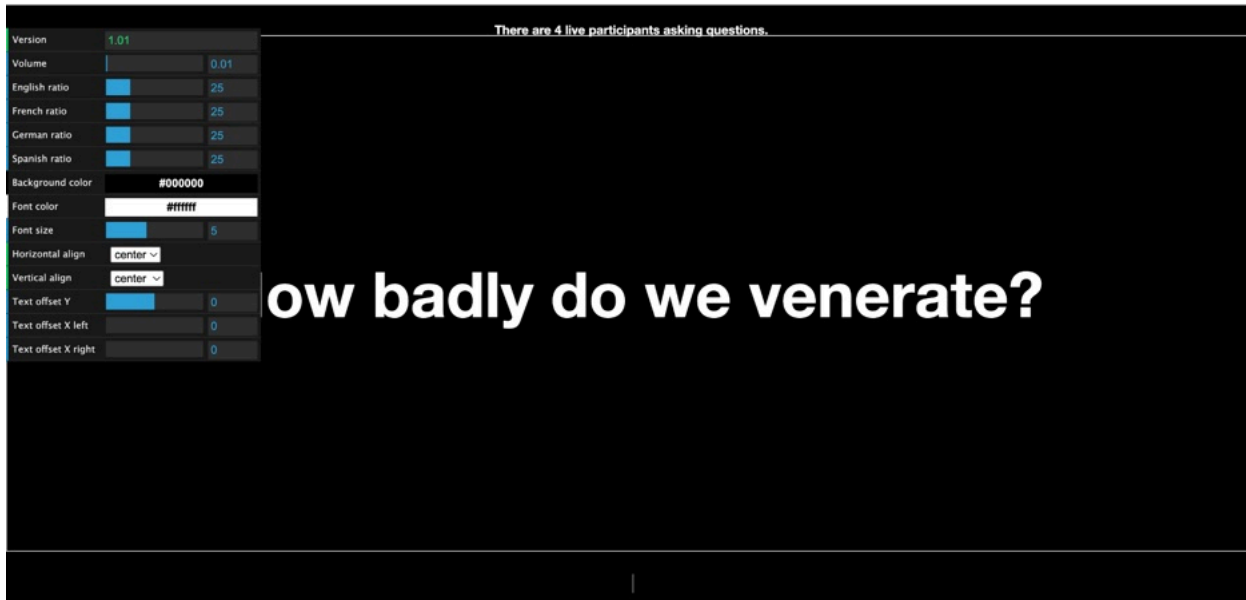 There are 4 live participants asking questions.
Version 1.01
Volume 0.01
English ratio 25
French ratio 25
German ratio 25
Spanish ratio 25
Background color #000000
Font color #ffffff
Font size 5
Horizontal align center
Vertical align center
Text offset Y 0
Text offset X left 0
Text offset X right 0
ow badly do we venerate?